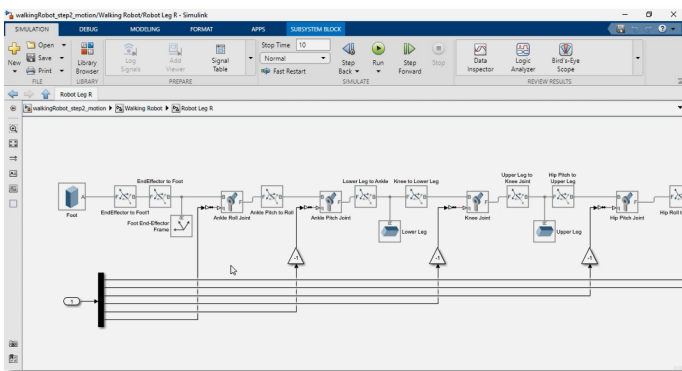 walkingRobot_step2_motion/Walking Robot/Robot Leg R - Simulink
SIMULATION DEBUG MODELING FORMAT APPS SUBSYSTEM BLOCK
New
Open
Save
Print
FILE
Library
Browser
LIBRARY
Log
Signals
Add
Viewer
Signal
Table
PREPARE
Stop Time 10
Normal
Fast Restart
Step
Back
Run
Step
Forward
Stop
SIMULATE
Data
Inspector
Logic
Analyzer
Bird's-Eye
Scope
REVIEW RESULTS
Robot Leg R
walkingRobot_step2_motion Walking Robot Robot Leg R
EndEffector to Foot
Lower Leg to Ankle
Knee to Lower Leg
Upper Leg to
Knee Joint
Hip Pitch to
Upper Leg
Foot
EndEffector to Foot1
Foot End-Effector
Frame
Ankle Roll Joint
Ankle Pitch to Roll
Ankle Pitch Joint
Lower Leg
Knee Joint
Upper Leg
Hip Pitch Joint
Hip Roll t
-1
-1
-1
1